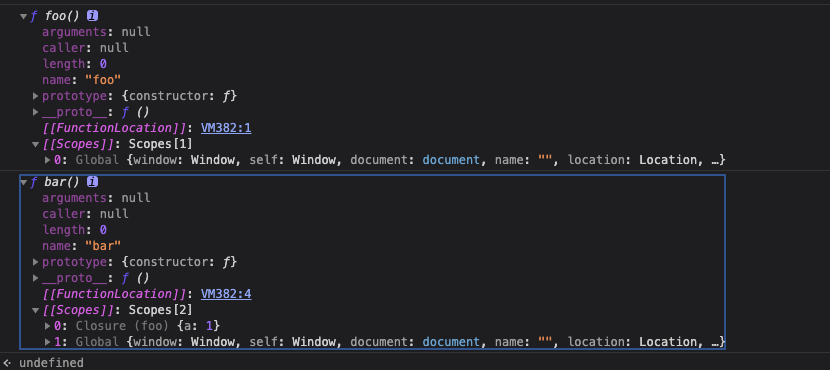 ƒ foo() i
arguments: null
caller: null
length: 0
name: "foo"
prototype: {constructor: ƒ}
__proto__: ƒ ()
[[FunctionLocation]]: VM382:1
[[Scopes]]: Scopes[1]
0: Global {window: Window, self: Window, document: document, name: "", location: Location, …}
ƒ bar() i
arguments: null
caller: null
length: 0
name: "bar"
prototype: {constructor: ƒ}
__proto__: ƒ ()
[[FunctionLocation]]: VM382:4
[[Scopes]]: Scopes[2]
0: Closure (foo) {a: 1}
1: Global {window: Window, self: Window, document: document, name: "", location: Location, …}
undefined